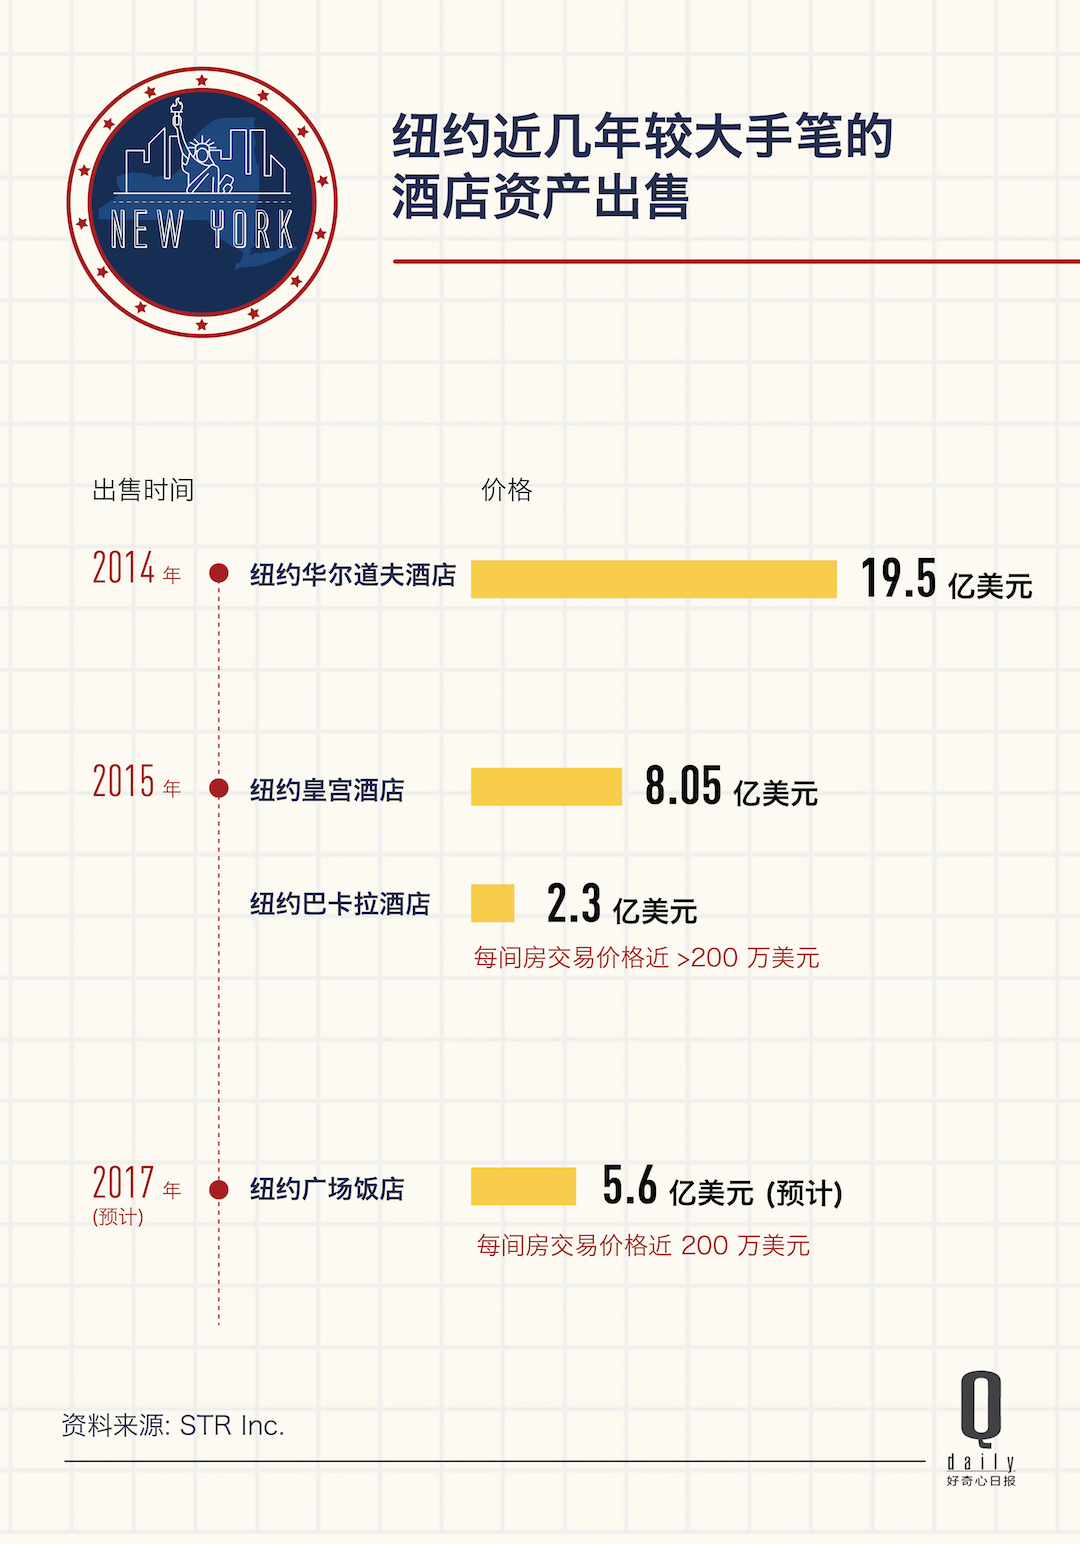 NEW YORK
纽约近几年较大手笔的
酒店资产出售
出售时间 价格
2014 年 纽约华尔道夫酒店 19.5 亿美元
2015 年 纽约皇宫酒店 8.05 亿美元
纽约巴卡拉酒店 2.3 亿美元
每间房交易价格近 >200 万美元
2017 年 纽约广场饭店 5.6 亿美元 (预计)
(预计)
每间房交易价格近 200 万美元
资料来源: STR Inc.
Q
daily
好奇心日报